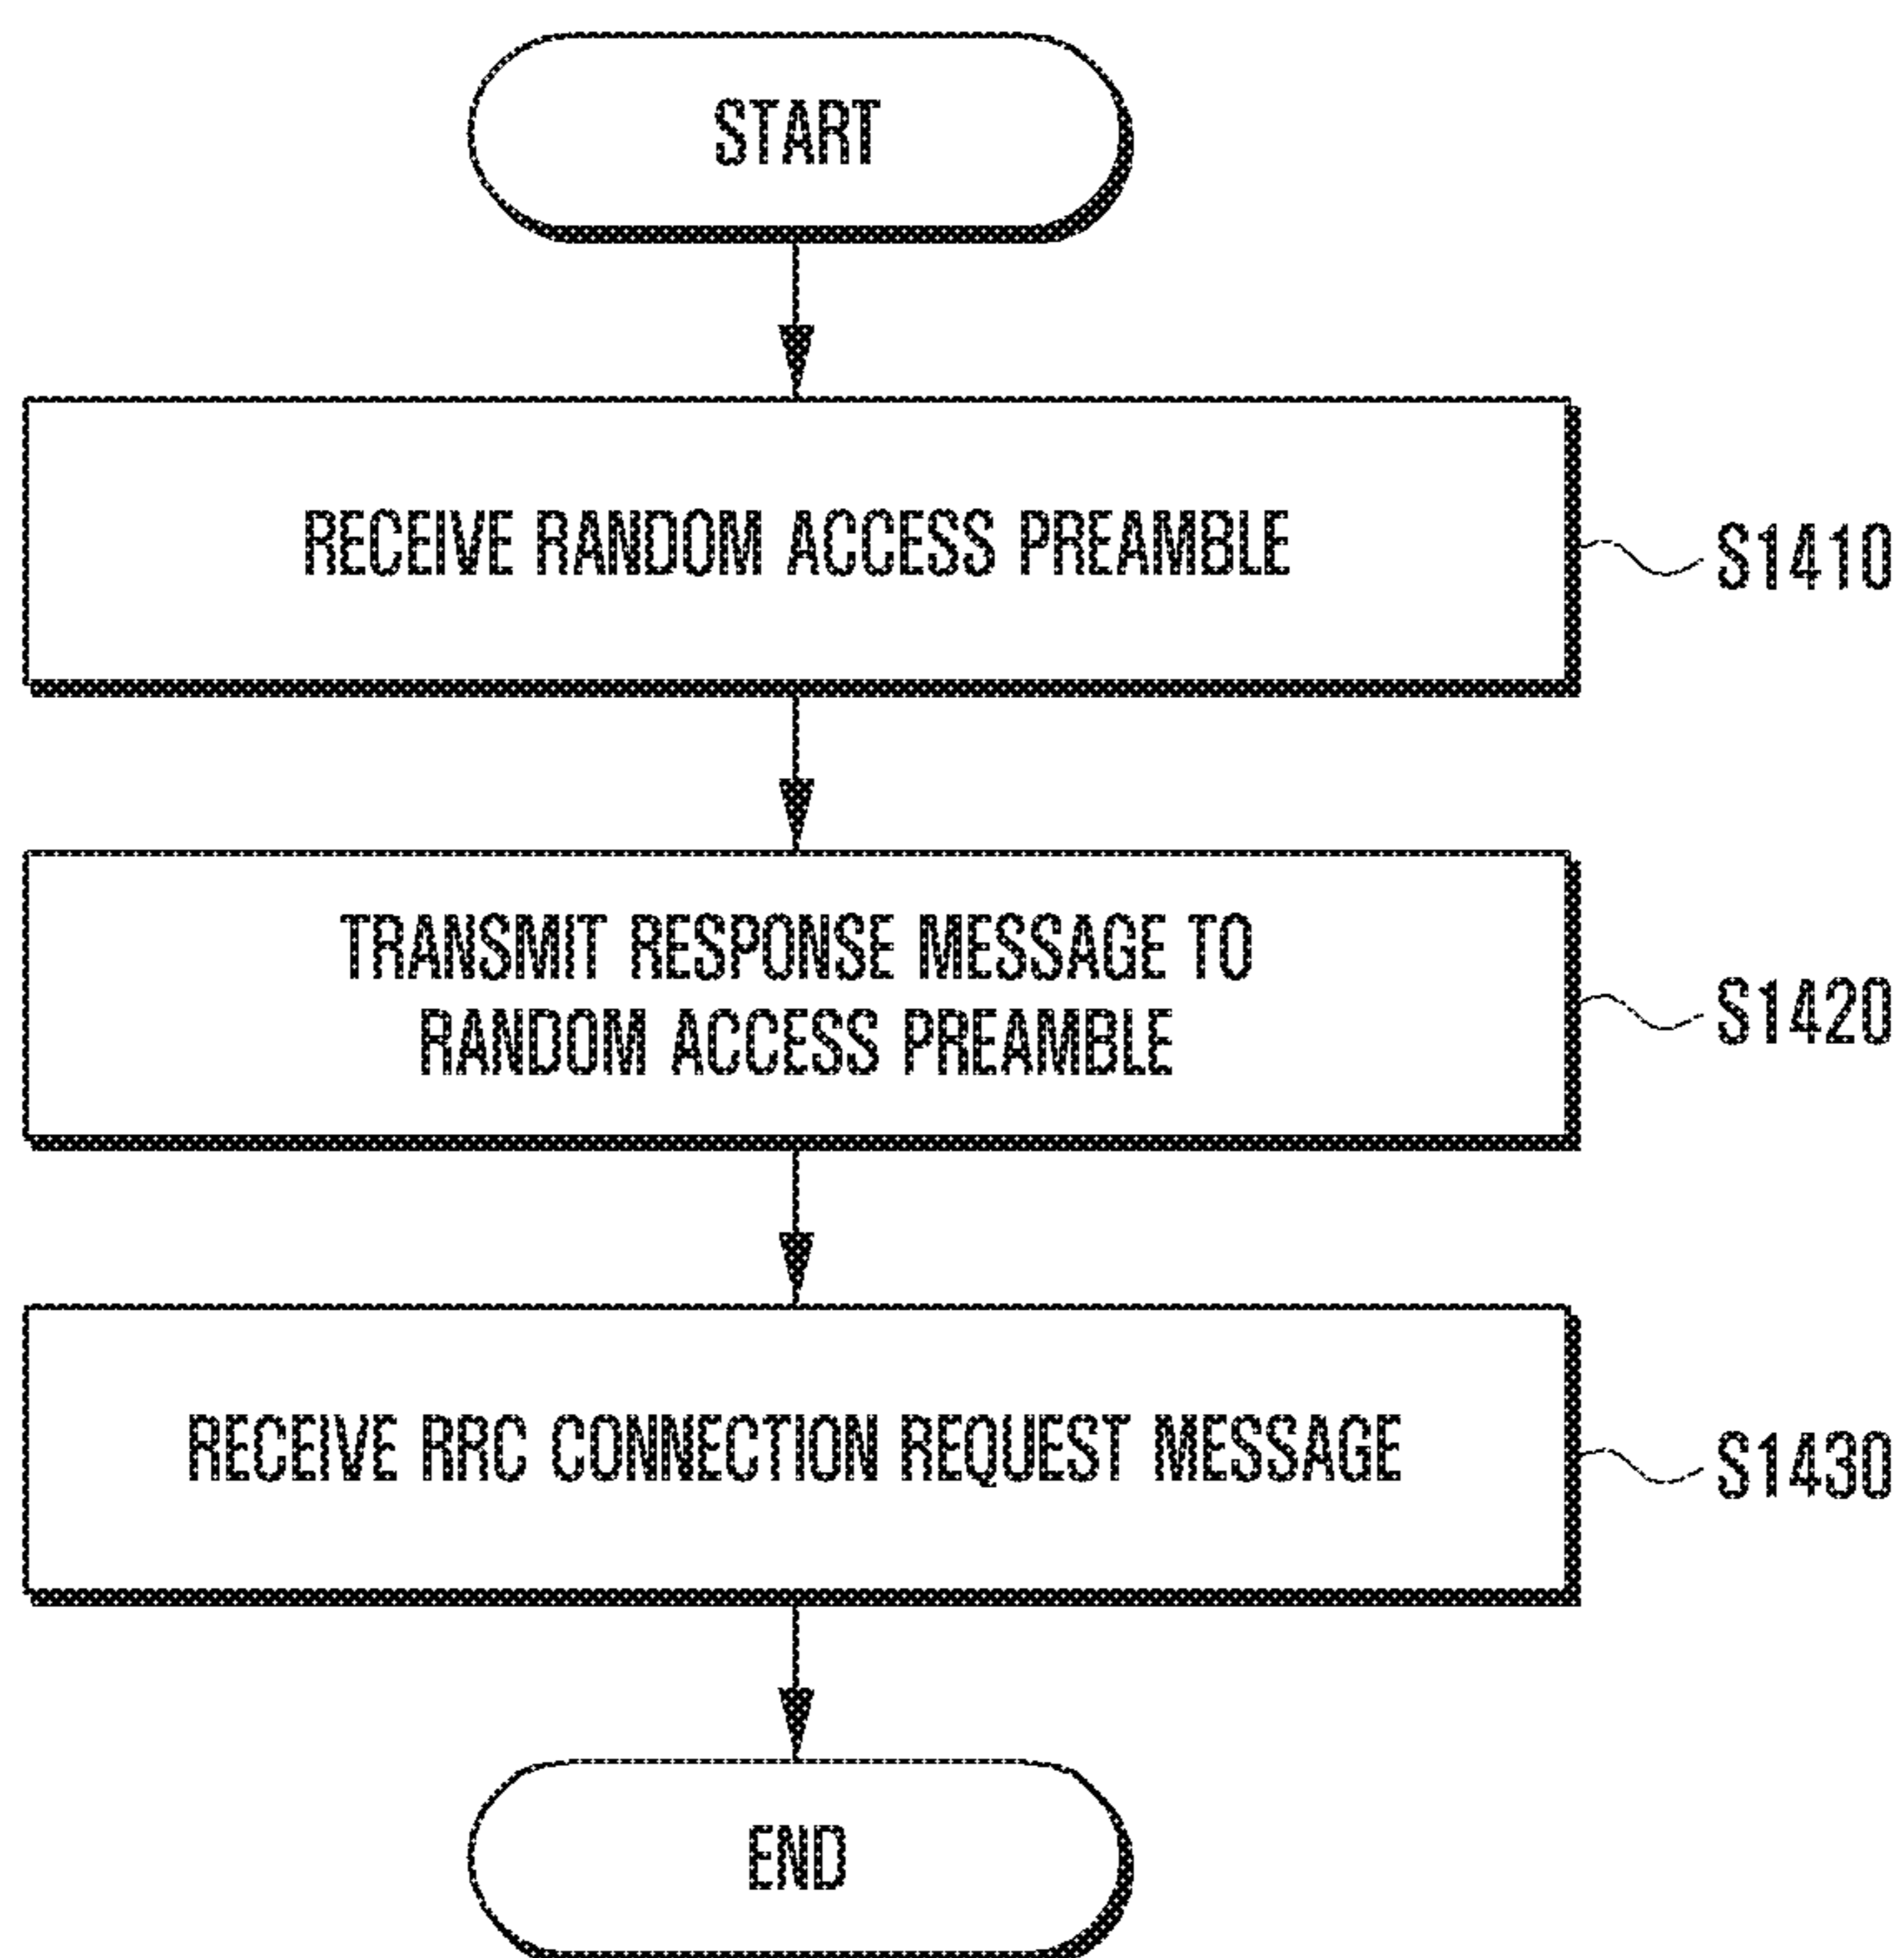 START
RECEIVE RANDOM ACCESS PREAMBLE
S1410
TRANSMIT RESPONSE MESSAGE TO
RANDOM ACCESS PREAMBLE
S1420
RECEIVE RRC CONNECTION REQUEST MESSAGE
S1430
END